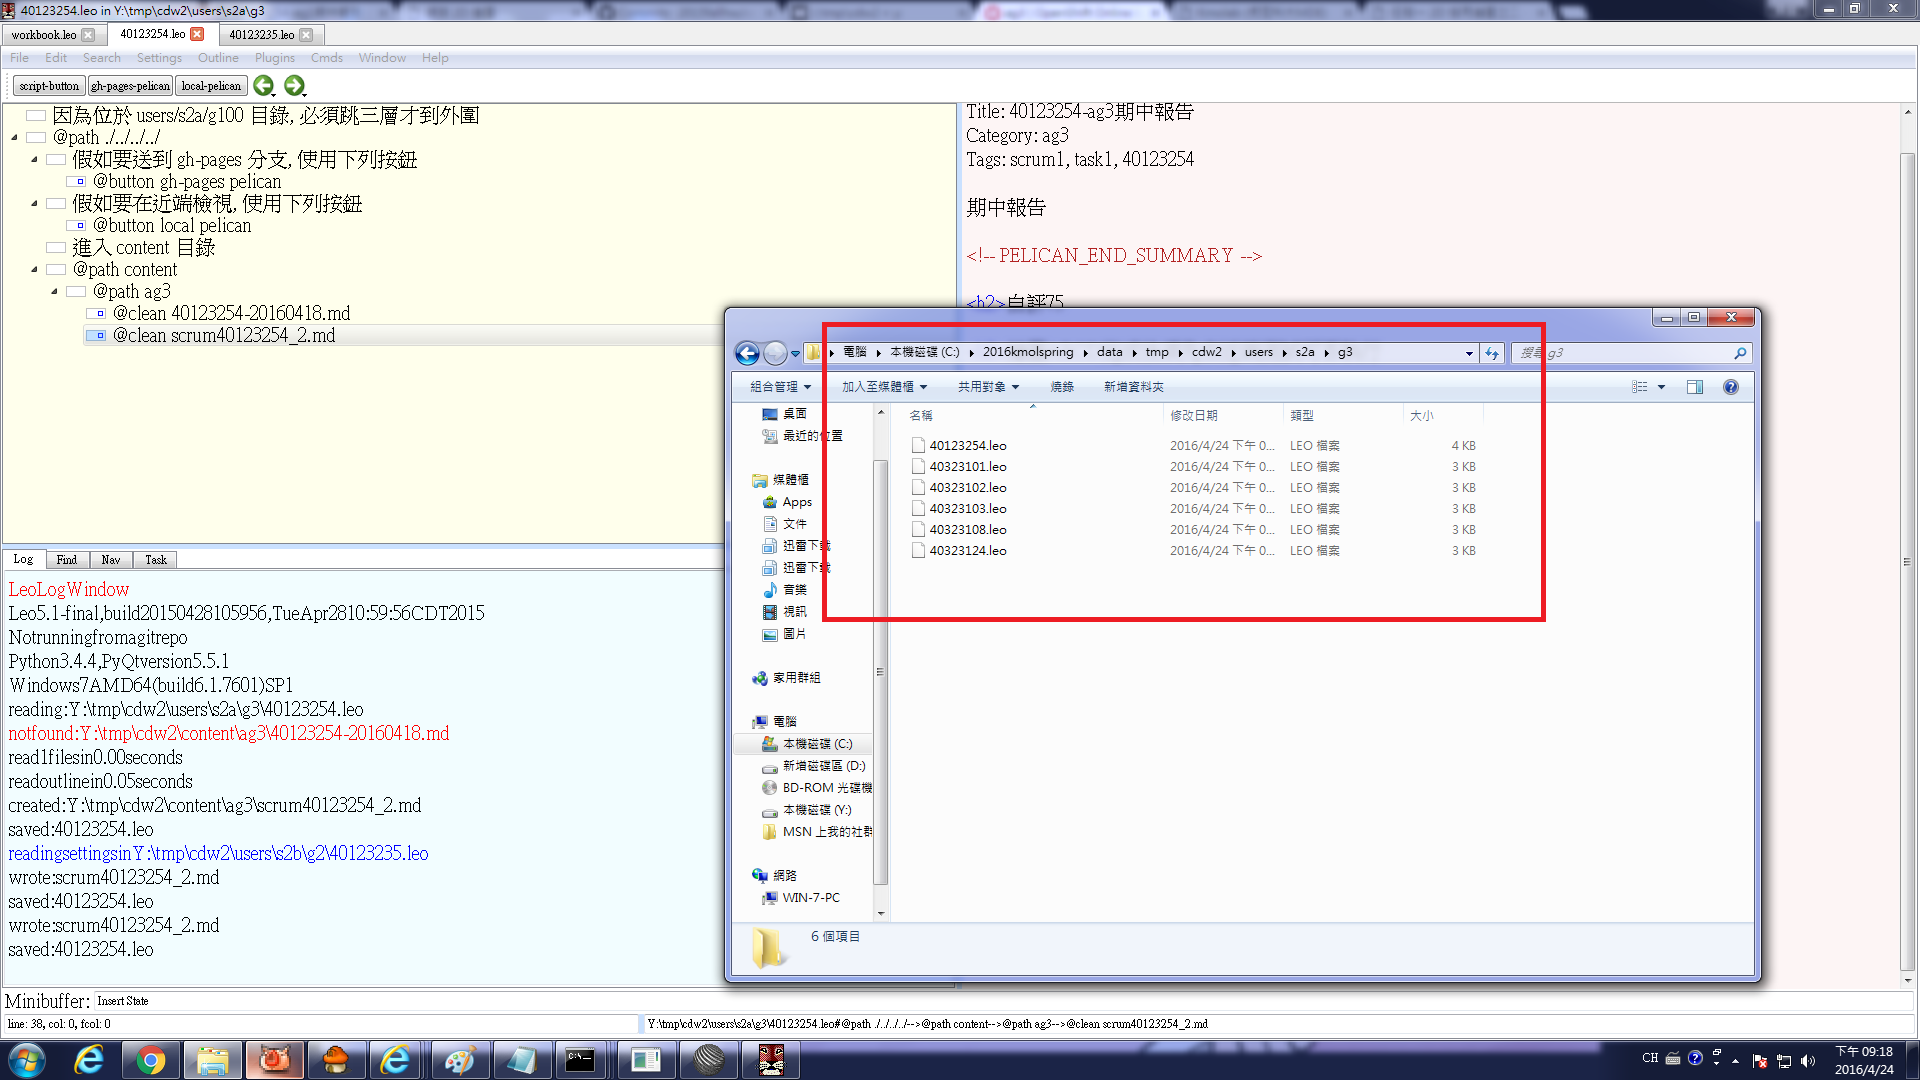 40123254.leo in Y:\tmp\cdw2\users\s2a\g3
workbook.leo
40123254.leo
40123235.leo
File Edit Search Settings Outline Plugins Cmds Window Help
script-button gh-pages-pelican local-pelican
因為位於 users/s2a/g100 目錄, 必須跳三層才到外圍
@path ./../../../
假如要送到 gh-pages 分支, 使用下列按鈕
@button gh-pages pelican
假如要在近端檢視, 使用下列按鈕
@button local pelican
進入 content 目錄
@path content
@path ag3
@clean 40123254-20160418.md
@clean scrum40123254_2.md
Title: 40123254-ag3期中報告
Category: ag3
Tags: scrum1, task1, 40123254
期中報告
<!-- PELICAN_END_SUMMARY -->
<h2>自評75
Log Find Nav Task
LeoLogWindow
Leo5.1-final,build20150428105956,TueApr2810:59:56CDT2015
Notrunningfromagitrepo
Python3.4.4,PyQtversion5.5.1
Windows7AMD64(build6.1.7601)SP1
reading:Y:\tmp\cdw2\users\s2a\g3\40123254.leo
notfound:Y:\tmp\cdw2\content\ag3\40123254-20160418.md
read1filesin0.00seconds
readoutlinein0.05seconds
created:Y:\tmp\cdw2\content\ag3\scrum40123254_2.md
saved:40123254.leo
readingsettingsinY:\tmp\cdw2\users\s2b\g2\40123235.leo
wrote:scrum40123254_2.md
saved:40123254.leo
wrote:scrum40123254_2.md
saved:40123254.leo
電腦 本機磁碟 (C:) 2016kmolspring data tmp cdw2 users s2a g3
搜尋 g3
組合管理 加入至媒體櫃 共用對象 燒錄 新增資料夾
桌面
最近的位置
媒體櫃
Apps
文件
迅雷下載
迅雷下載
音樂
視訊
圖片
家用群組
電腦
本機磁碟 (C:)
新增磁碟區 (D:)
BD-ROM 光碟機
本機磁碟 (Y:)
MSN 上我的社群
網路
WIN-7-PC
名稱 修改日期 類型 大小
40123254.leo 2016/4/24 下午 0... LEO 檔案 4 KB
40323101.leo 2016/4/24 下午 0... LEO 檔案 3 KB
40323102.leo 2016/4/24 下午 0... LEO 檔案 3 KB
40323103.leo 2016/4/24 下午 0... LEO 檔案 3 KB
40323108.leo 2016/4/24 下午 0... LEO 檔案 3 KB
40323124.leo 2016/4/24 下午 0... LEO 檔案 3 KB
6 個項目
Minibuffer: Insert State
line: 38, col: 0, fcol: 0
Y:\tmp\cdw2\users\s2a\g3\40123254.leo#@path ./../../../-->@path content-->@path ag3-->@clean scrum40123254_2.md
CH
下午 09:18
2016/4/24